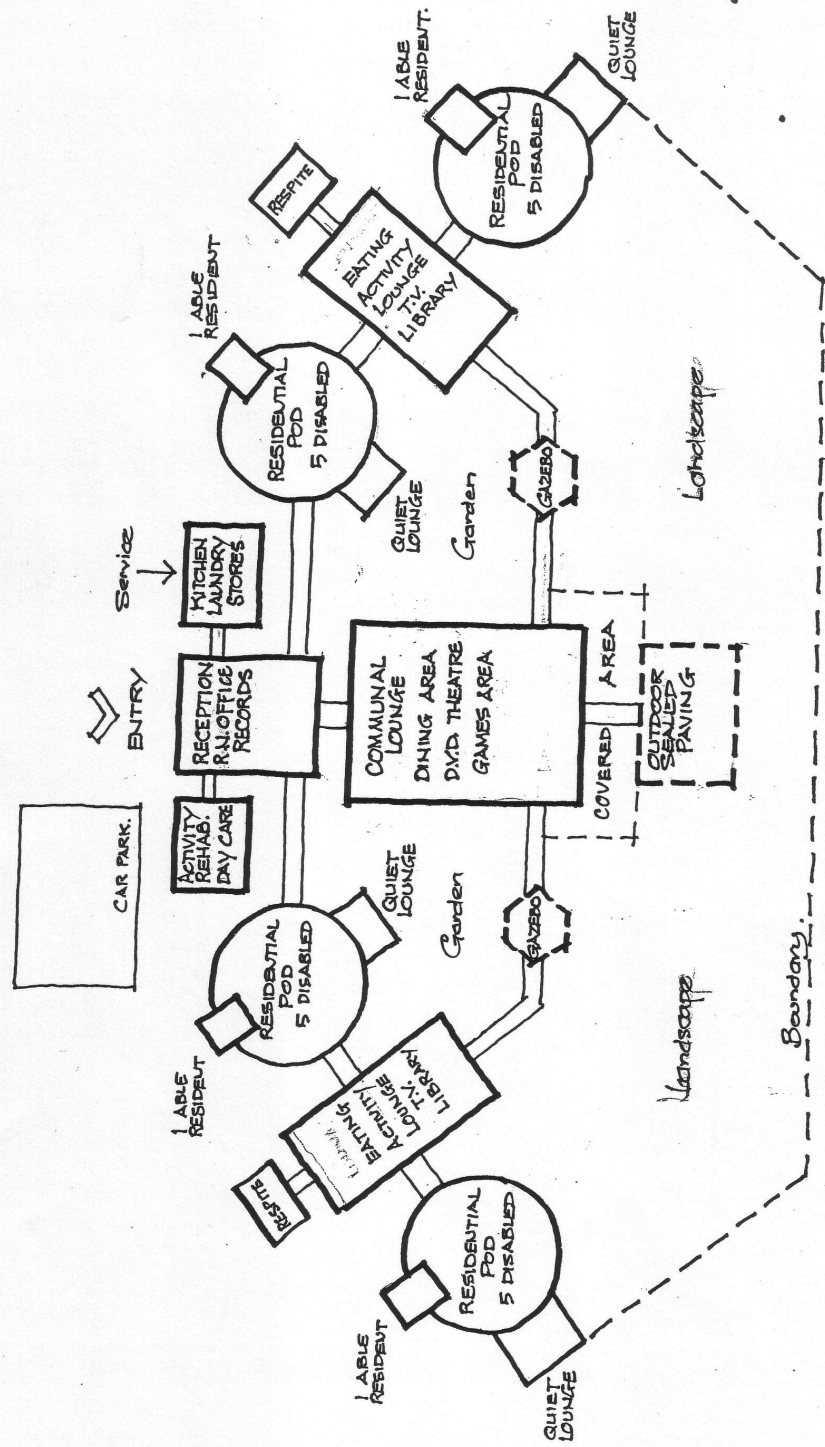 CAR PARK.
ENTRY
Service
ACTIVITY
REHAB.
DAY CARE
RECEPTION
R.N. OFFICE
RECORDS
KITCHEN
LAUNDRY
STORES
1 ABLE
RESIDENT
RESIDENTIAL
POD
5 DISABLED
QUIET
LOUNGE
1 ABLE
RESIDENT
RESIDENTIAL
POD
5 DISABLED
QUIET
LOUNGE
RESPITE
EATING
ACTIVITY
LOUNGE
T.V.
LIBRARY
RESPITE
EATING
ACTIVITY
LOUNGE
T.V.
LIBRARY
COMMUNAL
LOUNGE
DINING AREA
D.V.D. THEATRE
GAMES AREA
Garden
Garden
1 ABLE
RESIDENT
RESIDENTIAL
POD
5 DISABLED
QUIET
LOUNGE
1 ABLE
RESIDENT.
RESIDENTIAL
POD
5 DISABLED
QUIET
LOUNGE
GAZEBO
GAZEBO
COVERED AREA
OUTDOOR
SEALED
PAVING
Landscape
Landscape
Boundary.